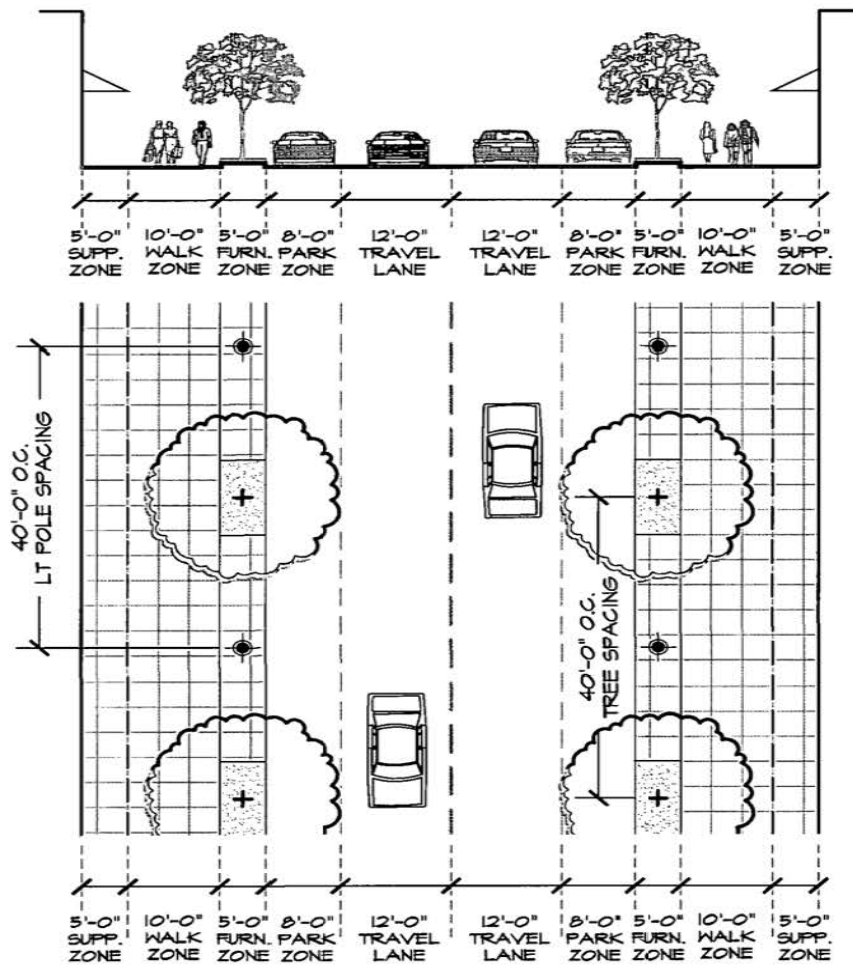 5'-0" 10'-0" 5'-0" 8'-0" 12'-0" 12'-0" 8'-0" 5'-0" 10'-0" 5'-0"
SUPP. WALK FURN. PARK TRAVEL TRAVEL PARK FURN. WALK SUPP.
ZONE ZONE ZONE ZONE LANE LANE ZONE ZONE ZONE ZONE
40'-0" O.C.
LT POLE SPACING
40'-0" O.C.
TREE SPACING
5'-0" 10'-0" 5'-0" 8'-0" 12'-0" 12'-0" 8'-0" 5'-0" 10'-0" 5'-0"
SUPP. WALK FURN. PARK TRAVEL TRAVEL PARK FURN. WALK SUPP.
ZONE ZONE ZONE ZONE LANE LANE ZONE ZONE ZONE ZONE